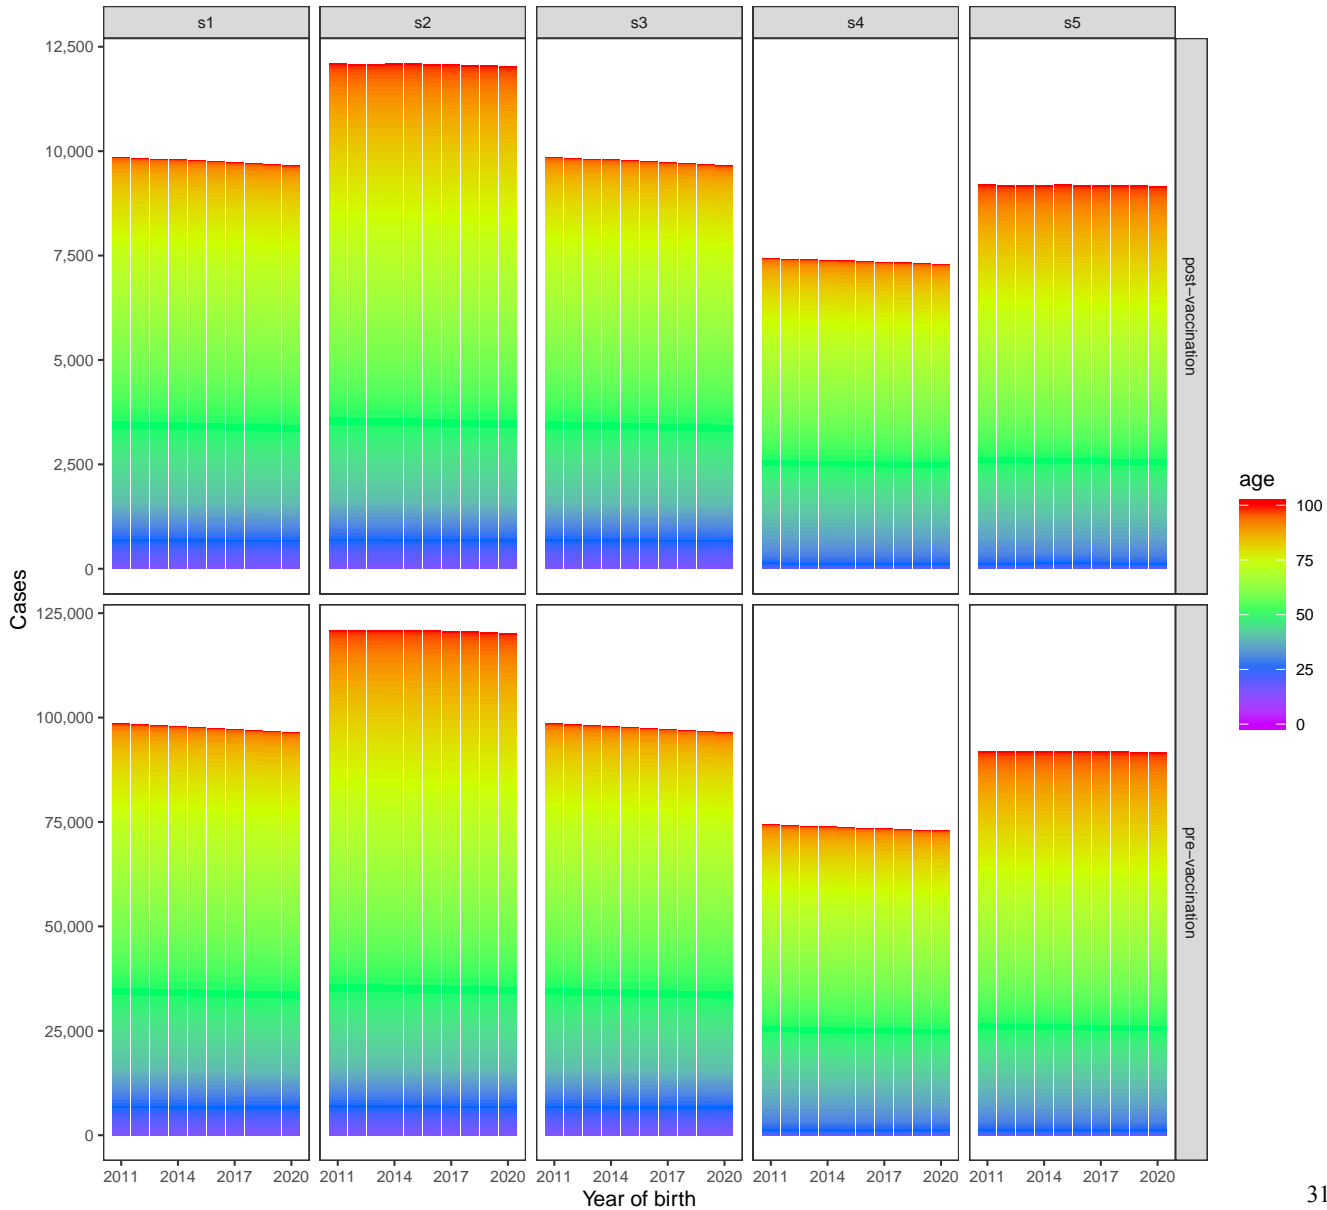 s1 s2 s3 s4 s5
12,500
10,000
7,500
5,000
2,500
0
post−vaccination
125,000
100,000
75,000
50,000
25,000
0
pre−vaccination
Cases
2011 2014 2017 2020 2011 2014 2017 2020 2011 2014 2017 2020 2011 2014 2017 2020 2011 2014 2017 2020
Year of birth
age
100
75
50
25
0
31